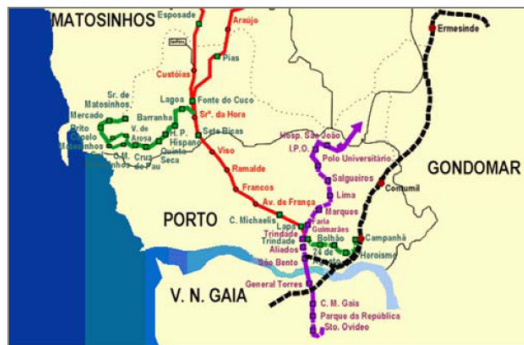 MATOSINHOS
Esposade
Araújo
Ermesinde
Pias
Custóias
Sr. de
Matosinhos
Mercado
Brito
Capelo
Matosinhos
Barranha
V. de
Arosa
C.M.
Cruz
de Pau
H. P.
Hispano
Quinta
Seca
Lagoa
Fonte do Cuco
Srª. da Hora
Sete Bicas
Viso
Ramalde
Francos
Av. de França
C. Michaelis
Lapa
Hosp. São João
I.P.O.
Polo Universitário
Salgueiros
Lima
Marques
Faria
Guimarães
GONDOMAR
Contumil
PORTO
Trindade
Trindade
Aliados
São Bento
Bolhão
24 de
Campanhã
Heroísmo
General Torres
V. N. GAIA
C. M. Gaia
Parque da República
Sto. Ovídeo